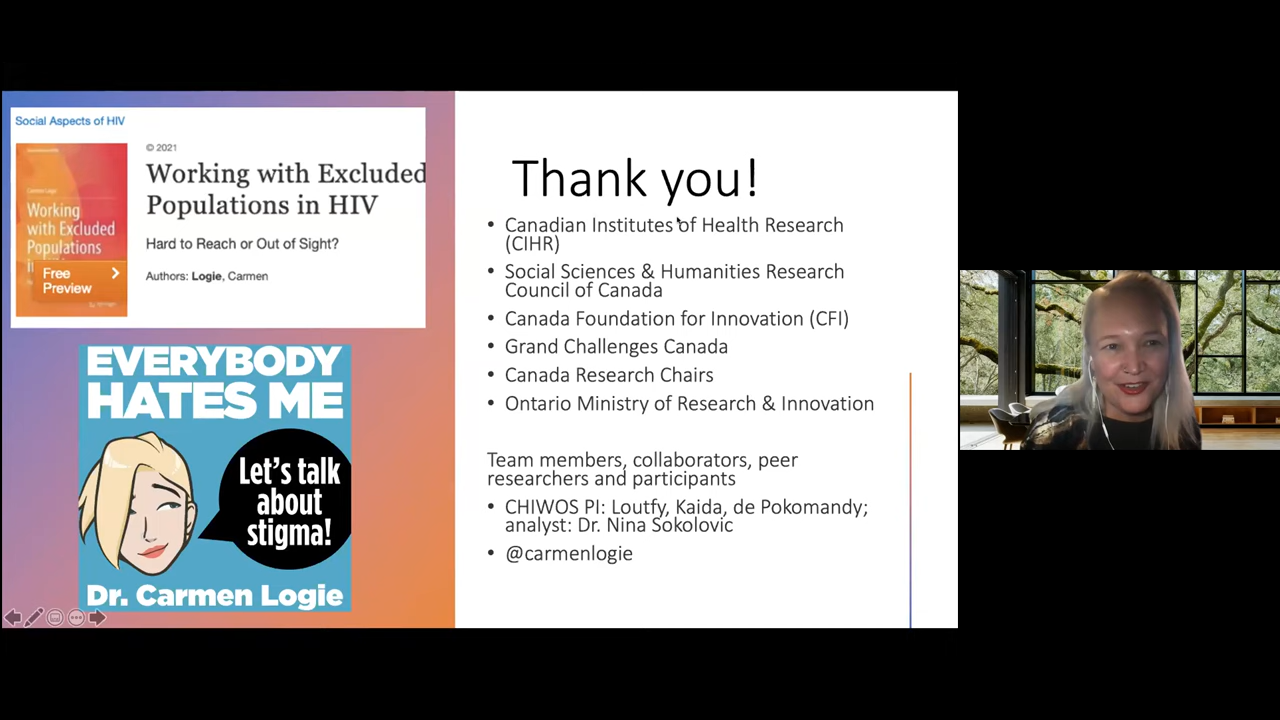 Social Aspects of HIV
© 2021
Working with Excluded
Populations in HIV
Hard to Reach or Out of Sight?
Authors: Logie, Carmen
Working
with Excluded
Populations
Free
Preview
EVERYBODY
HATES ME
Let's talk
about
stigma!
Dr. Carmen Logie
Thank you!
• Canadian Institutes of Health Research
(CIHR)
• Social Sciences & Humanities Research
Council of Canada
• Canada Foundation for Innovation (CFI)
• Grand Challenges Canada
• Canada Research Chairs
• Ontario Ministry of Research & Innovation
Team members, collaborators, peer
researchers and participants
• CHIWOS PI: Loutfy, Kaida, de Pokomandy;
analyst: Dr. Nina Sokolovic
• @carmenlogie